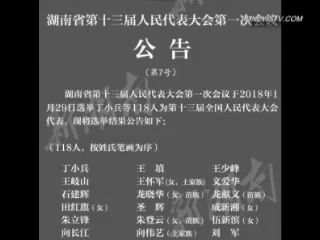 NTDTV.COM
湖南省第十三届人民代表大会第一次会议
公 告
（第7号）
湖南省第十三届人民代表大会第一次会议于2018年1
月29日选举丁小兵等118人为第十三届全国人民代表大会
代表。现将选举结果公告如下：
（118人，按姓氏笔画为序）
丁小兵 王 填 王少峰
王岐山 王怀军（女，土家族） 文爱华
石建辉 龙晓华（女，苗族） 龙献文（苗族）
田红旗（女） 圣 辉 成新湘（女）
朱立锋 朱登云（女，苗族） 伍新滨（女）
向长江 向伟艺（土家族） 刘 军